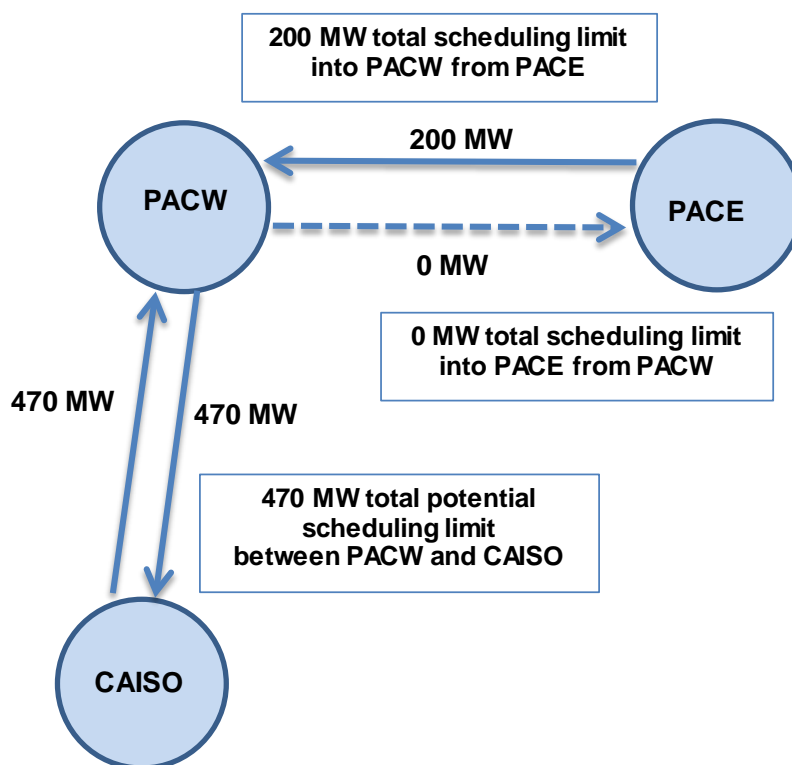 200 MW total scheduling limit
into PACW from PACE
200 MW
PACW
PACE
0 MW
0 MW total scheduling limit
into PACE from PACW
470 MW
470 MW
470 MW total potential
scheduling limit
between PACW and CAISO
CAISO